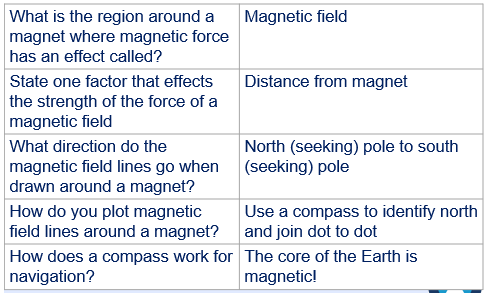 What is the region around a
magnet where magnetic force
has an effect called?
Magnetic field
State one factor that effects
the strength of the force of a
magnetic field
Distance from magnet
What direction do the
magnetic field lines go when
drawn around a magnet?
North (seeking) pole to south
(seeking) pole
How do you plot magnetic
field lines around a magnet?
Use a compass to identify north
and join dot to dot
How does a compass work for
navigation?
The core of the Earth is
magnetic!